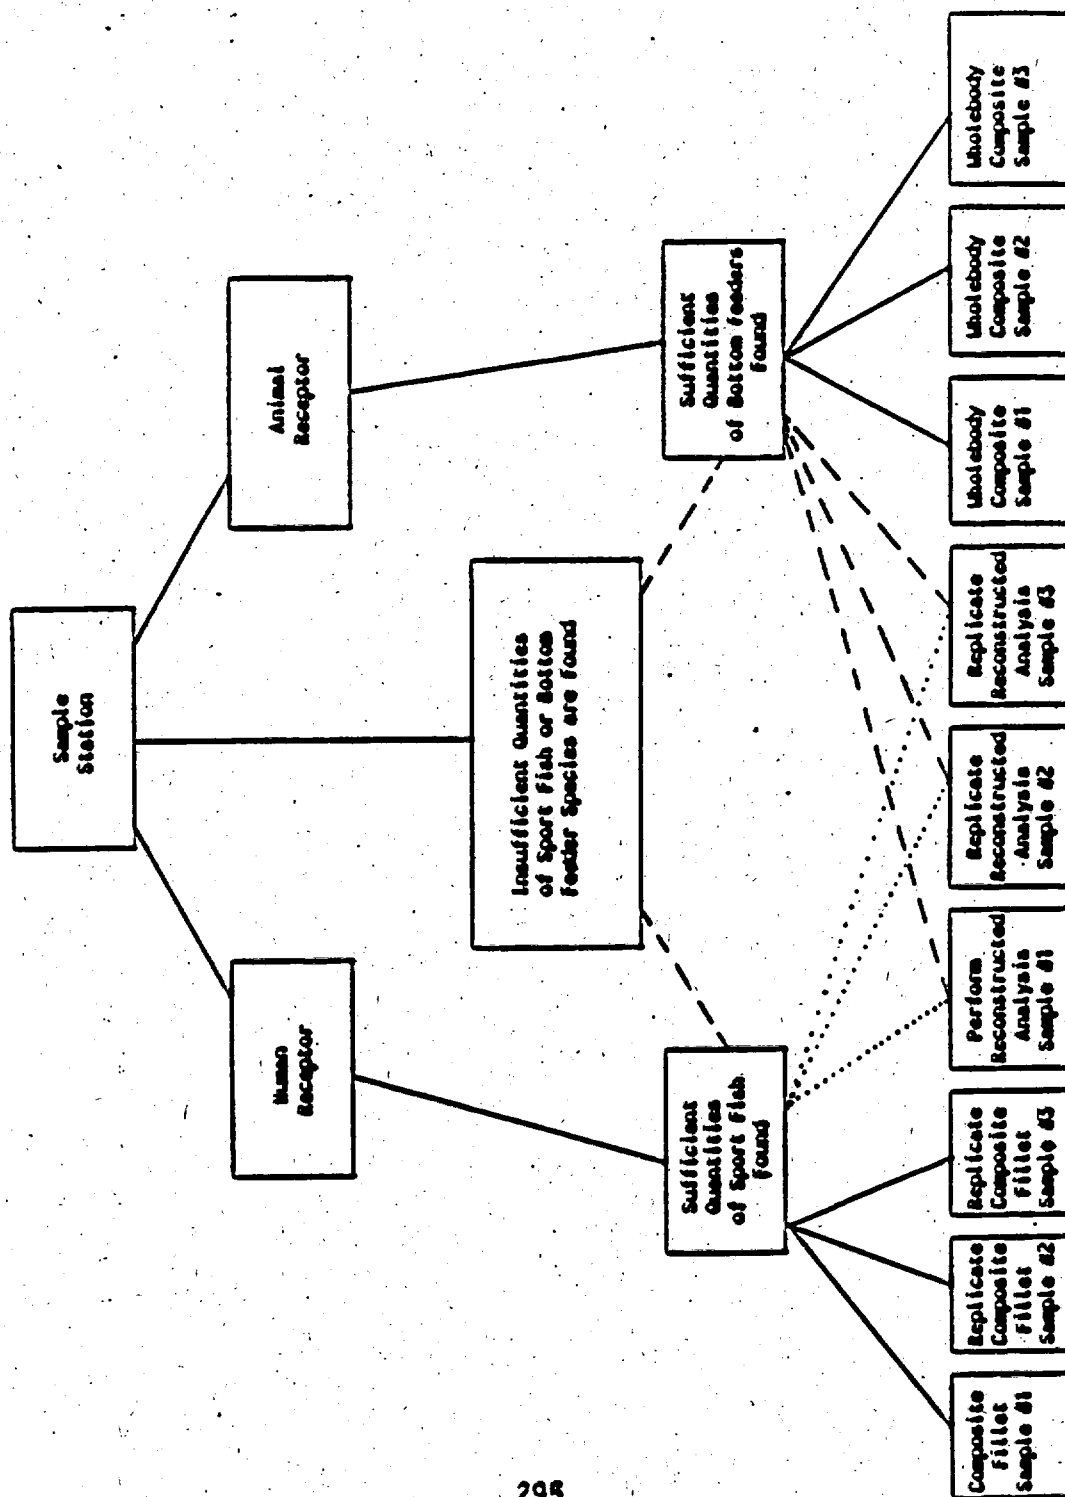 Sample
Station
Human
Receptor
Animal
Receptor
Insufficient Quantities
of Sport Fish or Bottom
Feeder Species are Found
Sufficient
Quantities
of Sport Fish
Found
Sufficient
Quantities
of Bottom Feeders
Found
Composite
Fillet
Sample #1
Replicate
Composite
Fillet
Sample #2
Replicate
Composite
Fillet
Sample #3
Perform
Reconstructed
Analysis
Sample #1
Replicate
Reconstructed
Analysis
Sample #2
Replicate
Reconstructed
Analysis
Sample #3
Wholebody
Composite
Sample #1
Wholebody
Composite
Sample #2
Wholebody
Composite
Sample #3